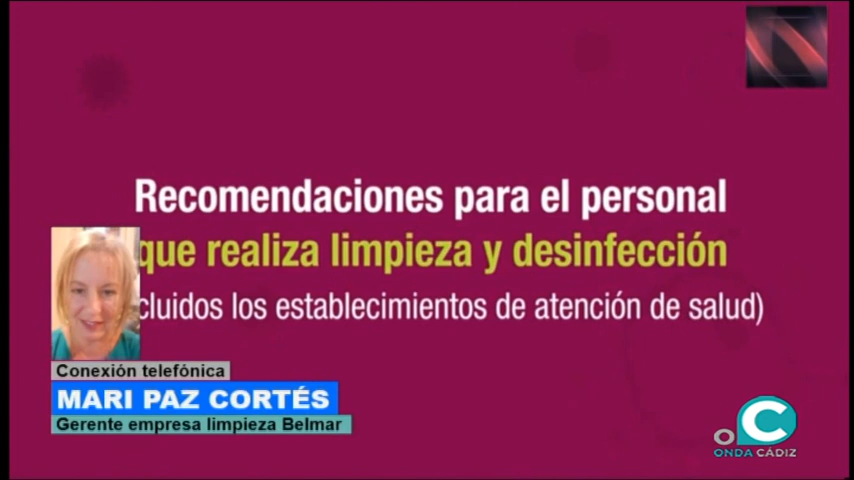 Recomendaciones para el personal
que realiza limpieza y desinfección
cluidos los establecimientos de atención de salud)
Conexión telefónica
MARI PAZ CORTÉS
Gerente empresa limpieza Belmar
O C
ONDA CÁDIZ